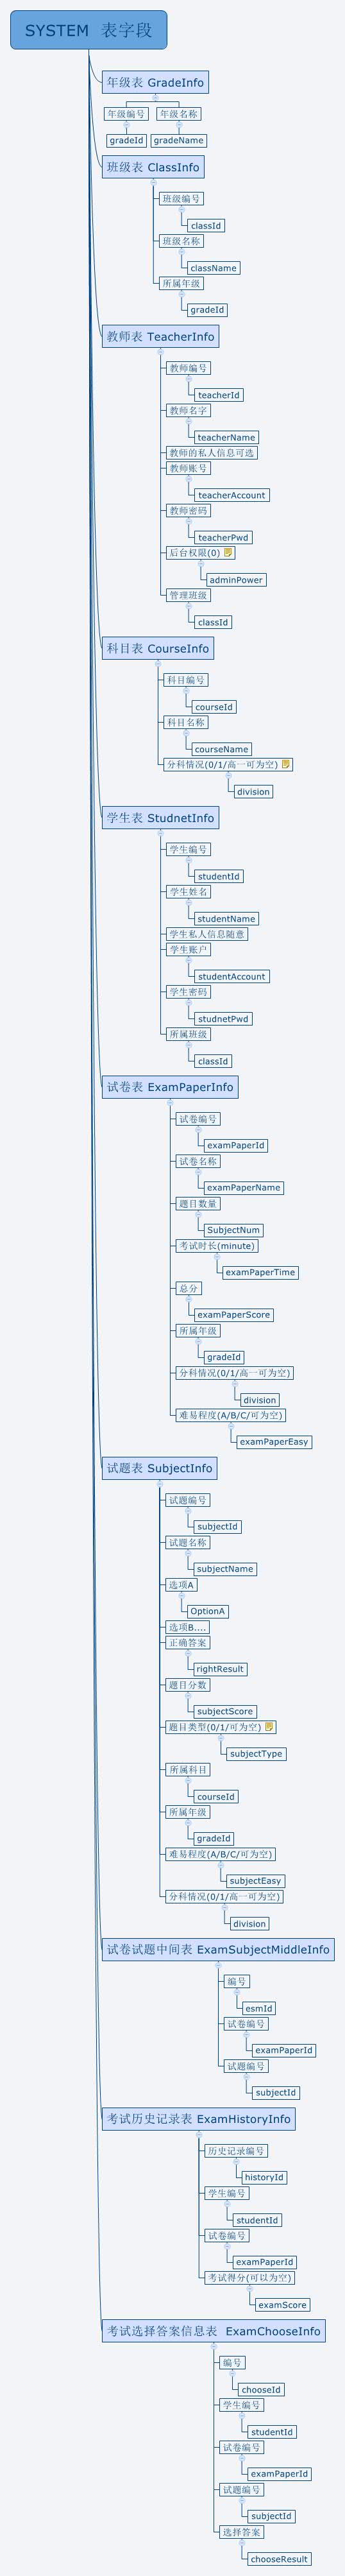 SYSTEM 表字段
年级表 GradeInfo
年级编号 年级名称
gradeId gradeName
班级表 ClassInfo
班级编号
classId
班级名称
className
所属年级
gradeId
教师表 TeacherInfo
教师编号
teacherId
教师名字
teacherName
教师的私人信息可选
教师账号
teacherAccount
教师密码
teacherPwd
后台权限(0)
adminPower
管理班级
classId
科目表 CourseInfo
科目编号
courseId
科目名称
courseName
分科情况(0/1/高一可为空)
division
学生表 StudnetInfo
学生编号
studentId
学生姓名
studentName
学生私人信息随意
学生账户
studentAccount
学生密码
studnetPwd
所属班级
classId
试卷表 ExamPaperInfo
试卷编号
examPaperId
试卷名称
examPaperName
题目数量
SubjectNum
考试时长(minute)
examPaperTime
总分
examPaperScore
所属年级
gradeId
分科情况(0/1/高一可为空)
division
难易程度(A/B/C/可为空)
examPaperEasy
试题表 SubjectInfo
试题编号
subjectId
试题名称
subjectName
选项A
OptionA
选项B....
正确答案
rightResult
题目分数
subjectScore
题目类型(0/1/可为空)
subjectType
所属科目
courseId
所属年级
gradeId
难易程度(A/B/C/可为空)
subjectEasy
分科情况(0/1/高一可为空)
division
试卷试题中间表 ExamSubjectMiddleInfo
编号
esmId
试卷编号
examPaperId
试题编号
subjectId
考试历史记录表 ExamHistoryInfo
历史记录编号
historyId
学生编号
studentId
试卷编号
examPaperId
考试得分(可以为空)
examScore
考试选择答案信息表 ExamChooseInfo
编号
chooseId
学生编号
studentId
试卷编号
examPaperId
试题编号
subjectId
选择答案
chooseResult